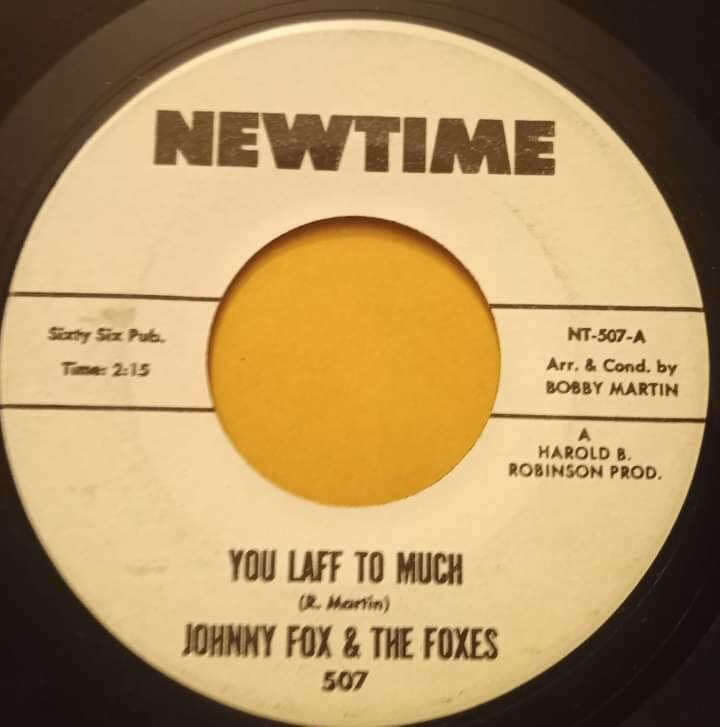 NEWTIME
Sixty Six Pub.
Time: 2:15
NT-507-A
Arr. & Cond. by
BOBBY MARTIN
A
HAROLD B.
ROBINSON PROD.
YOU LAFF TO MUCH
(R. Martin)
JOHNNY FOX & THE FOXES
507